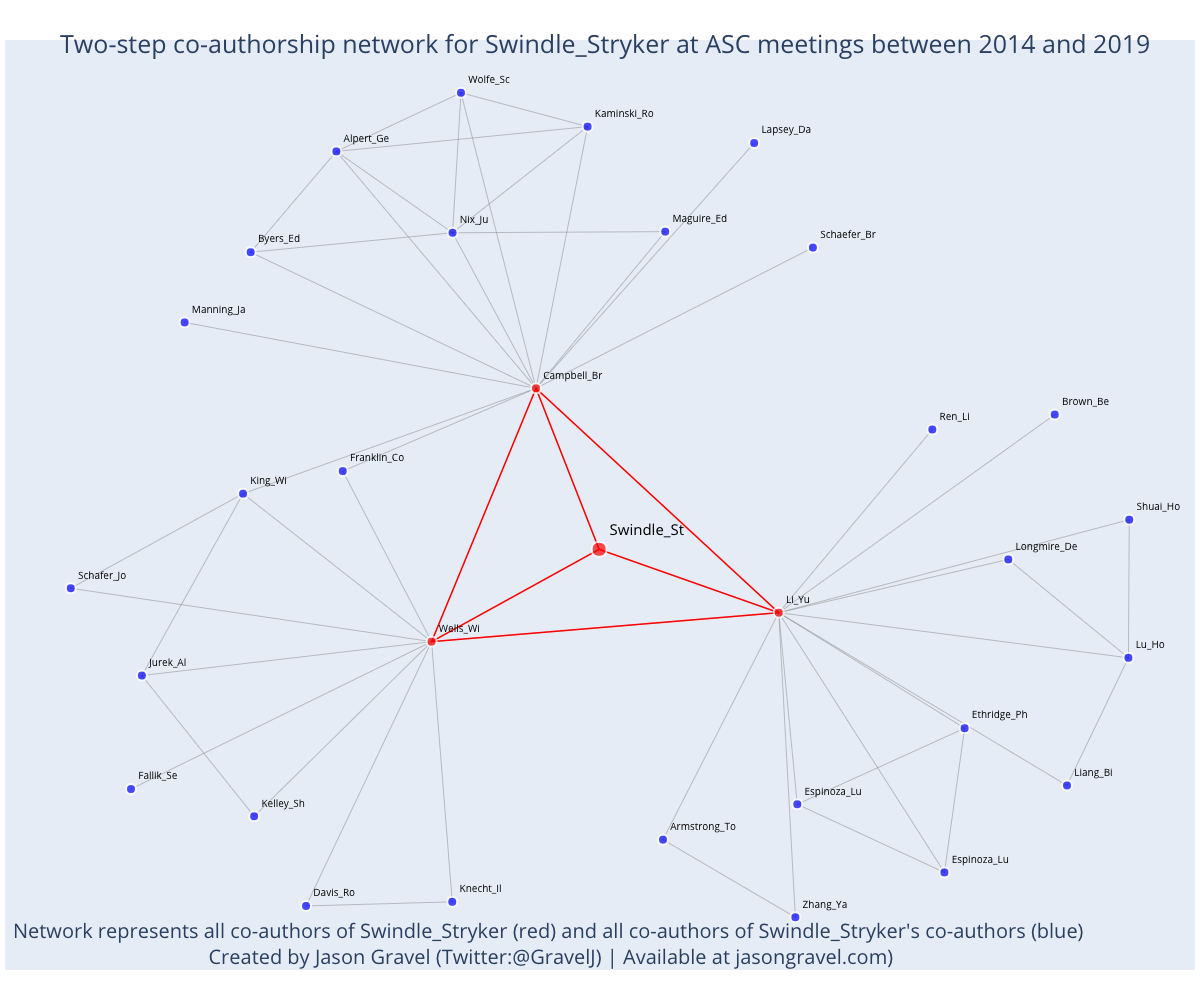 Two-step co-authorship network for Swindle_Stryker at ASC meetings between 2014 and 2019
Wolfe_Sc
Kaminski_Ro
Lapsey_Da
Alpert_Ge
Nix_Ju
Maguire_Ed
Schaefer_Br
Byers_Ed
Manning_Ja
Campbell_Br
Brown_Be
Ren_Li
Franklin_Co
King_Wi
Shuai_Ho
Swindle_St
Longmire_De
Schafer_Jo
Li_Yu
Wells_Wi
Lu_Ho
Jurek_Al
Ethridge_Ph
Liang_Bi
Fallik_Se
Espinoza_Lu
Kelley_Sh
Armstrong_To
Espinoza_Lu
Knecht_Il
Davis_Ro
Zhang_Ya
Network represents all co-authors of Swindle_Stryker (red) and all co-authors of Swindle_Stryker's co-authors (blue)
Created by Jason Gravel (Twitter:@GravelJ) | Available at jasongravel.com)